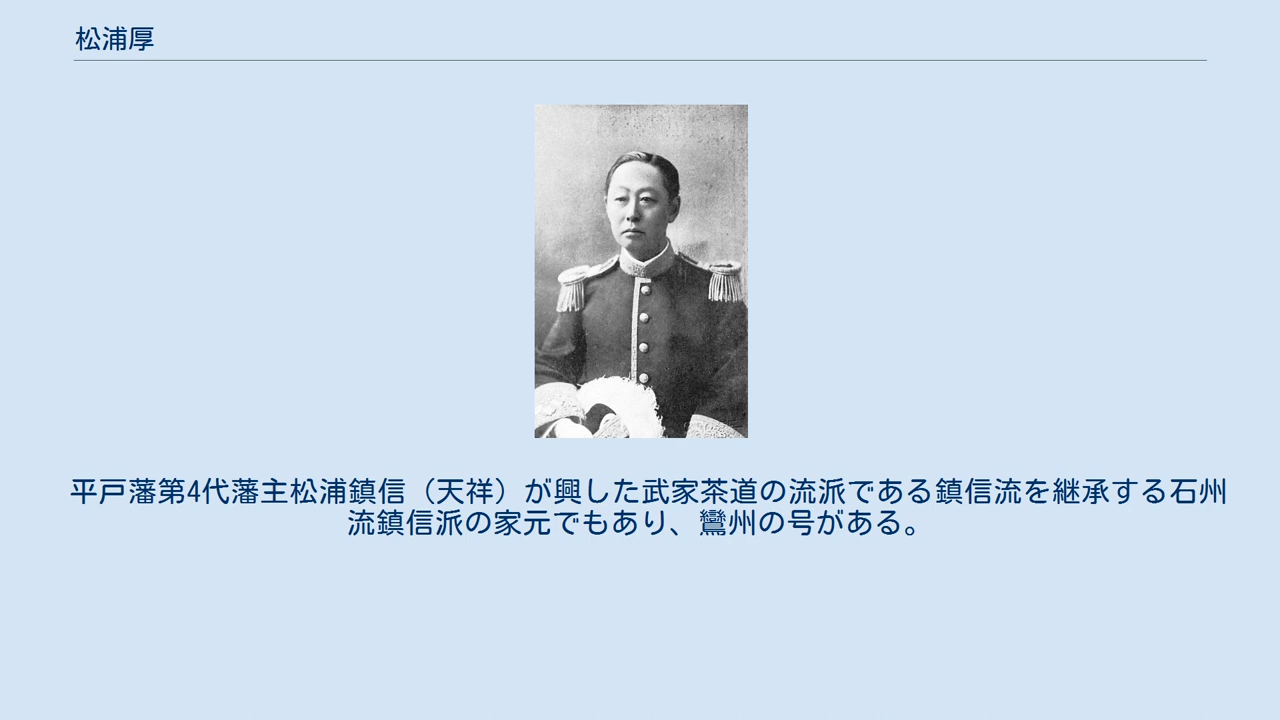 松浦厚
平戸藩第4代藩主松浦鎮信（天祥）が興した武家茶道の流派である鎮信流を継承する石州
流鎮信派の家元でもあり、鸞州の号がある。